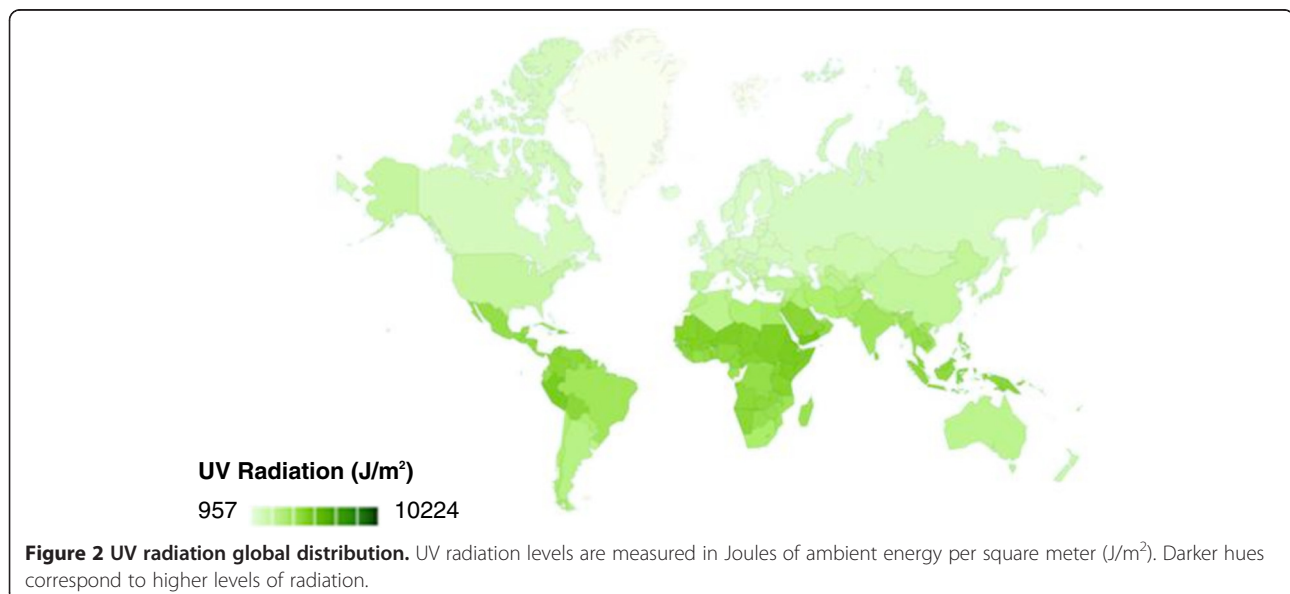 UV Radiation (J/m²)
957 10224
Figure 2 UV radiation global distribution. UV radiation levels are measured in Joules of ambient energy per square meter (J/m²). Darker hues
correspond to higher levels of radiation.